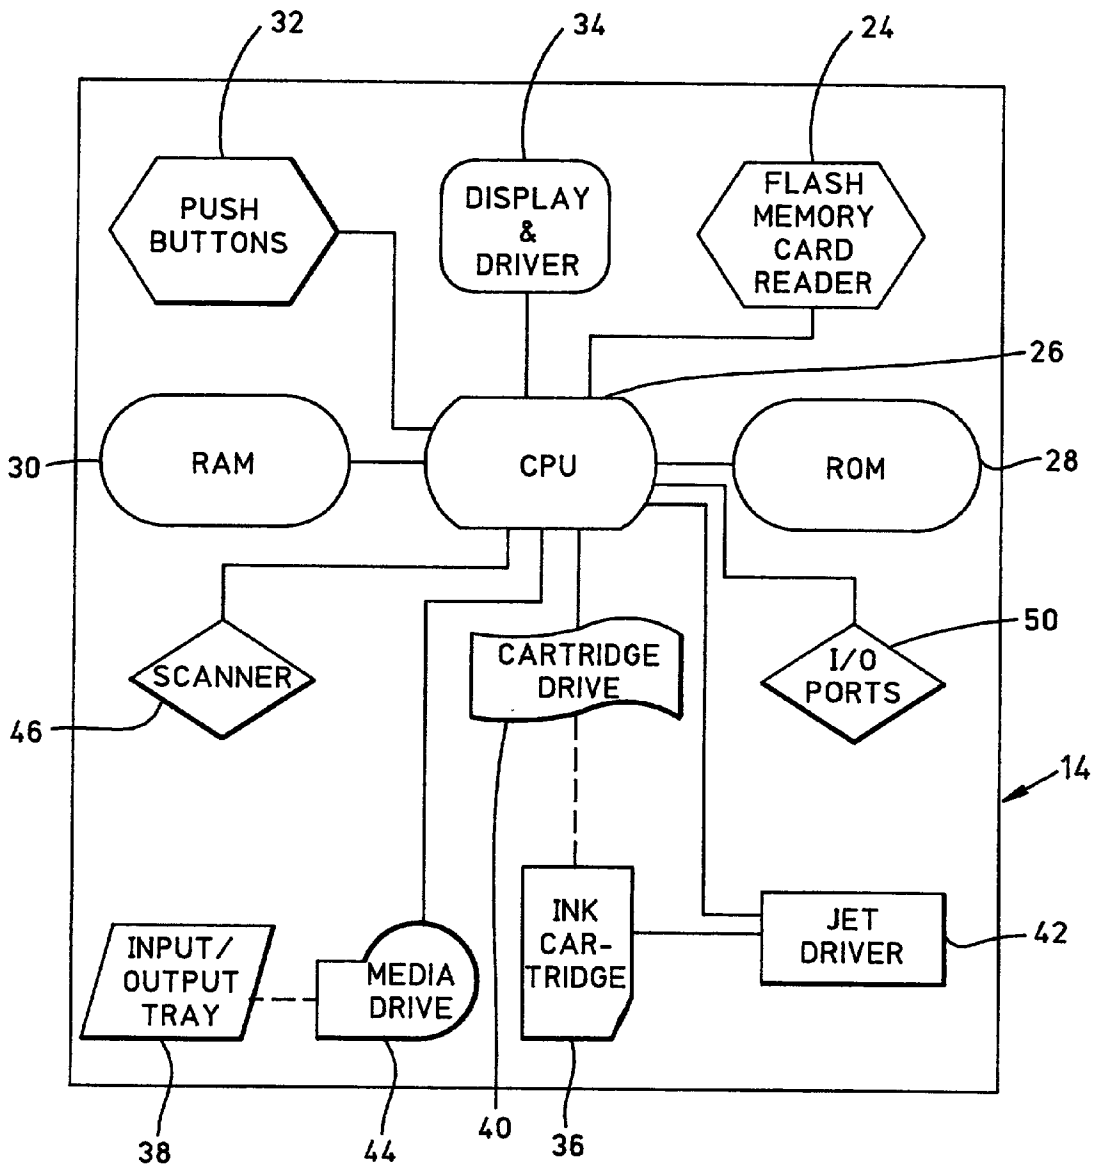 32
34
24
PUSH
BUTTONS
DISPLAY
&
DRIVER
FLASH
MEMORY
CARD
READER
26
30
RAM
CPU
ROM
28
SCANNER
46
CARTRIDGE
DRIVE
I/O
PORTS
50
14
INPUT/
OUTPUT
TRAY
MEDIA
DRIVE
INK
CAR-
TRIDGE
JET
DRIVER
42
38
44
40
36